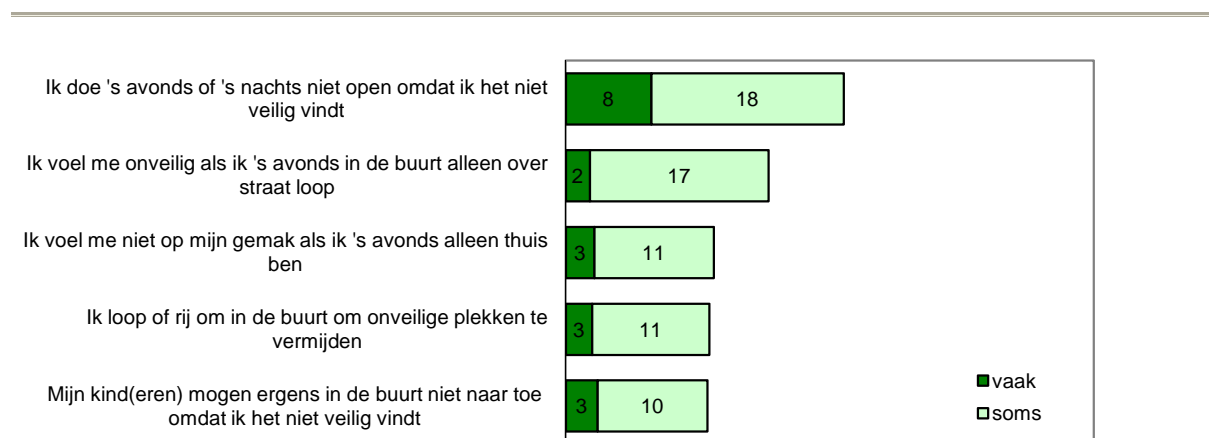 Ik doe 's avonds of 's nachts niet open omdat ik het niet
veilig vindt
8 18
Ik voel me onveilig als ik 's avonds in de buurt alleen over
straat loop
2 17
Ik voel me niet op mijn gemak als ik 's avonds alleen thuis
ben
3 11
Ik loop of rij om in de buurt om onveilige plekken te
vermijden
3 11
Mijn kind(eren) mogen ergens in de buurt niet naar toe
omdat ik het niet veilig vindt
3 10
vaak
soms